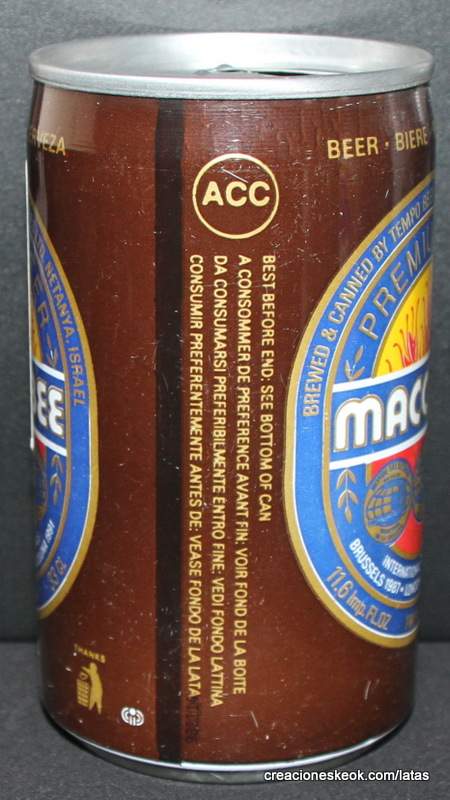 BEER · BIERE
ACC
BEST BEFORE END: SEE BOTTOM OF CAN
A CONSOMMER DE PREFERENCE AVANT FIN: VOIR FOND DE LA BOITE
DA CONSUMARSI PREFERIBILMENTE ENTRO FINE: VEDI FONDO LATTINA
CONSUMIR PREFERENTEMENTE ANTES DE: VEASE FONDO DE LA LATA
NETANYA, ISRAEL
EE
BREWED & CANNED BY TEMPO
PREMI
MACC
BRUSSELS 1987
11.6 Imp. FL.OZ.
THANKS
creacioneskeok.com/latas